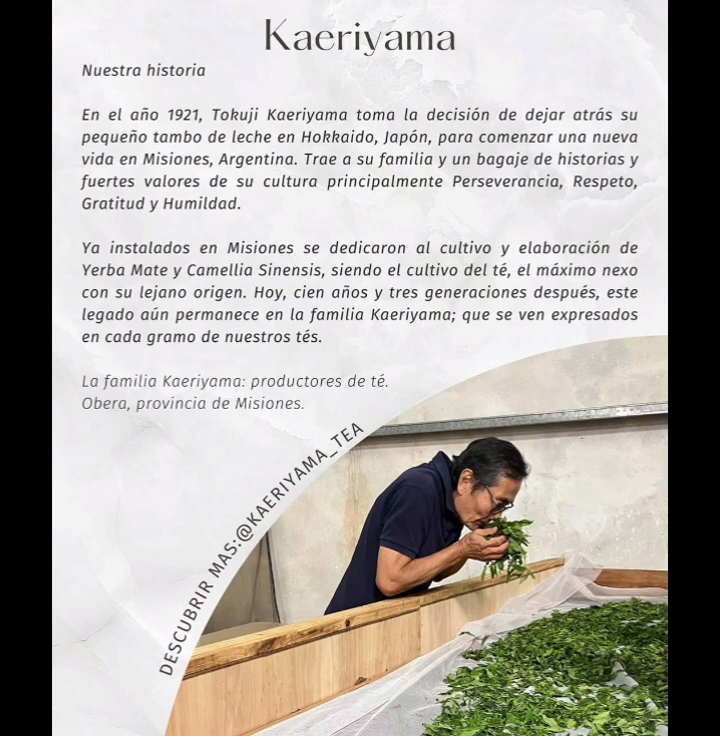 Kaeriyama
Nuestra historia
En el año 1921, Tokuji Kaeriyama toma la decisión de dejar atrás su
pequeño tambo de leche en Hokkaido, Japón, para comenzar una nueva
vida en Misiones, Argentina. Trae a su familia y un bagaje de historias y
fuertes valores de su cultura principalmente Perseverancia, Respeto,
Gratitud y Humildad.
Ya instalados en Misiones se dedicaron al cultivo y elaboración de
Yerba Mate y Camellia Sinensis, siendo el cultivo del té, el máximo nexo
con su lejano origen. Hoy, cien años y tres generaciones después, este
legado aún permanece en la familia Kaeriyama; que se ven expresados
en cada gramo de nuestros tés.
La familia Kaeriyama: productores de té.
Obera, provincia de Misiones.
DESCUBRIR MAS:@KAERIYAMA_TEA